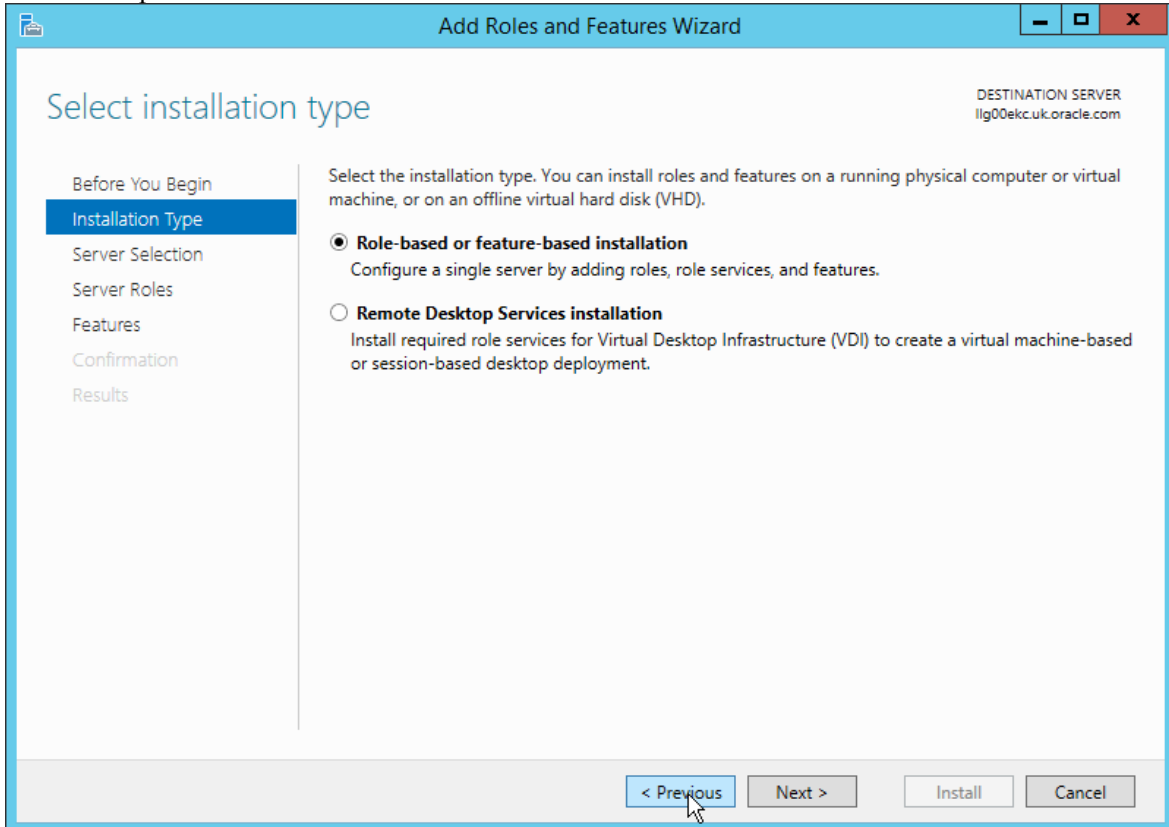 Add Roles and Features Wizard
Select installation type
DESTINATION SERVER
llg00ekc.uk.oracle.com
Before You Begin
Installation Type
Server Selection
Server Roles
Features
Confirmation
Results
Select the installation type. You can install roles and features on a running physical computer or virtual
machine, or on an offline virtual hard disk (VHD).
Role-based or feature-based installation
Configure a single server by adding roles, role services, and features.
Remote Desktop Services installation
Install required role services for Virtual Desktop Infrastructure (VDI) to create a virtual machine-based
or session-based desktop deployment.
< Previous
Next >
Install
Cancel